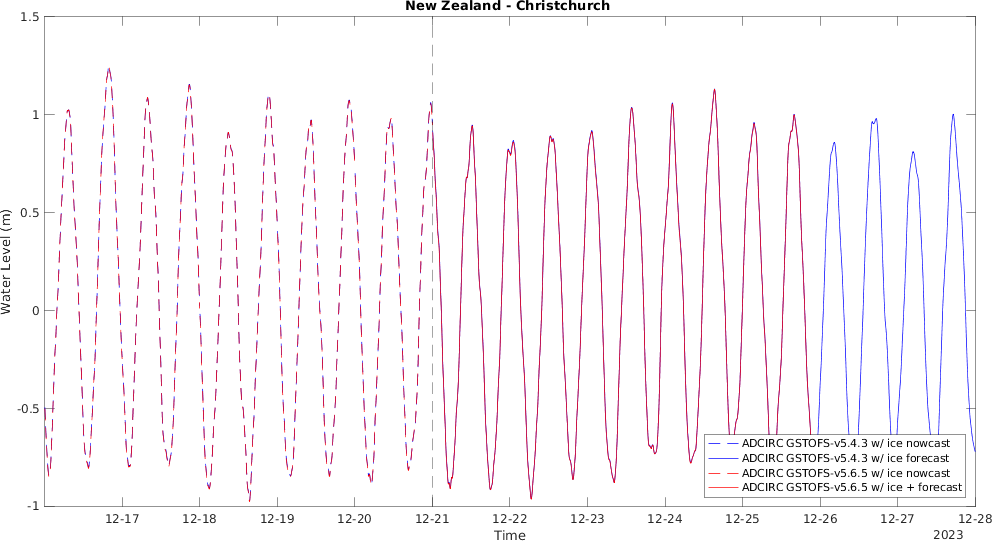 New Zealand - Christchurch
1.5
1
0.5
0
-0.5
-1
Water Level (m)
12-17 12-18 12-19 12-20 12-21 12-22 12-23 12-24 12-25 12-26 12-27 12-28
Time
2023
ADCIRC GSTOFS-v5.4.3 w/ ice nowcast
ADCIRC GSTOFS-v5.4.3 w/ ice forecast
ADCIRC GSTOFS-v5.6.5 w/ ice nowcast
ADCIRC GSTOFS-v5.6.5 w/ ice + forecast